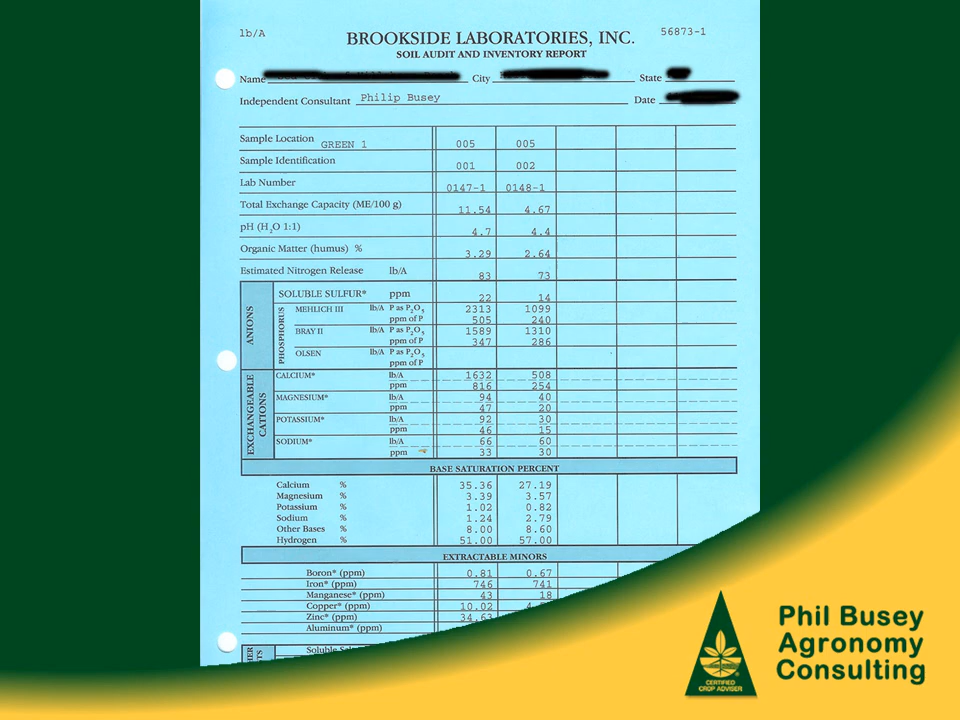 lb/A
BROOKSIDE LABORATORIES, INC.
56873-1
SOIL AUDIT AND INVENTORY REPORT
Name City State
Independent Consultant Philip Busey Date
Sample Location GREEN 1 005 005
Sample Identification 001 002
Lab Number 0147-1 0148-1
Total Exchange Capacity (ME/100 g) 11.54 4.67
pH (H₂O 1:1) 4.7 4.4
Organic Matter (humus) % 3.29 2.64
Estimated Nitrogen Release lb/A 83 73
ANIONS
SOLUBLE SULFUR* ppm 22 14
PHOSPHORUS
MEHLICH III lb/A P as P₂O₅ 2313 1099
ppm of P 505 240
BRAY II lb/A P as P₂O₅ 1589 1310
ppm of P 347 286
OLSEN lb/A P as P₂O₅
ppm of P
EXCHANGEABLE CATIONS
CALCIUM* lb/A 1632 508
ppm 816 254
MAGNESIUM* lb/A 94 40
ppm 47 20
POTASSIUM* lb/A 92 30
ppm 46 15
SODIUM* lb/A 66 60
ppm 33 30
BASE SATURATION PERCENT
Calcium % 35.36 27.19
Magnesium % 3.39 3.57
Potassium % 1.02 0.82
Sodium % 1.24 2.79
Other Bases % 8.00 8.60
Hydrogen % 51.00 57.00
EXTRACTABLE MINORS
Boron* (ppm) 0.81 0.67
Iron* (ppm) 746 741
Manganese* (ppm) 43 18
Copper* (ppm) 10.02
Zinc* (ppm) 34.63
Aluminum* (ppm)
Soluble
Phil Busey
Agronomy
Consulting
CERTIFIED
CROP ADVISER